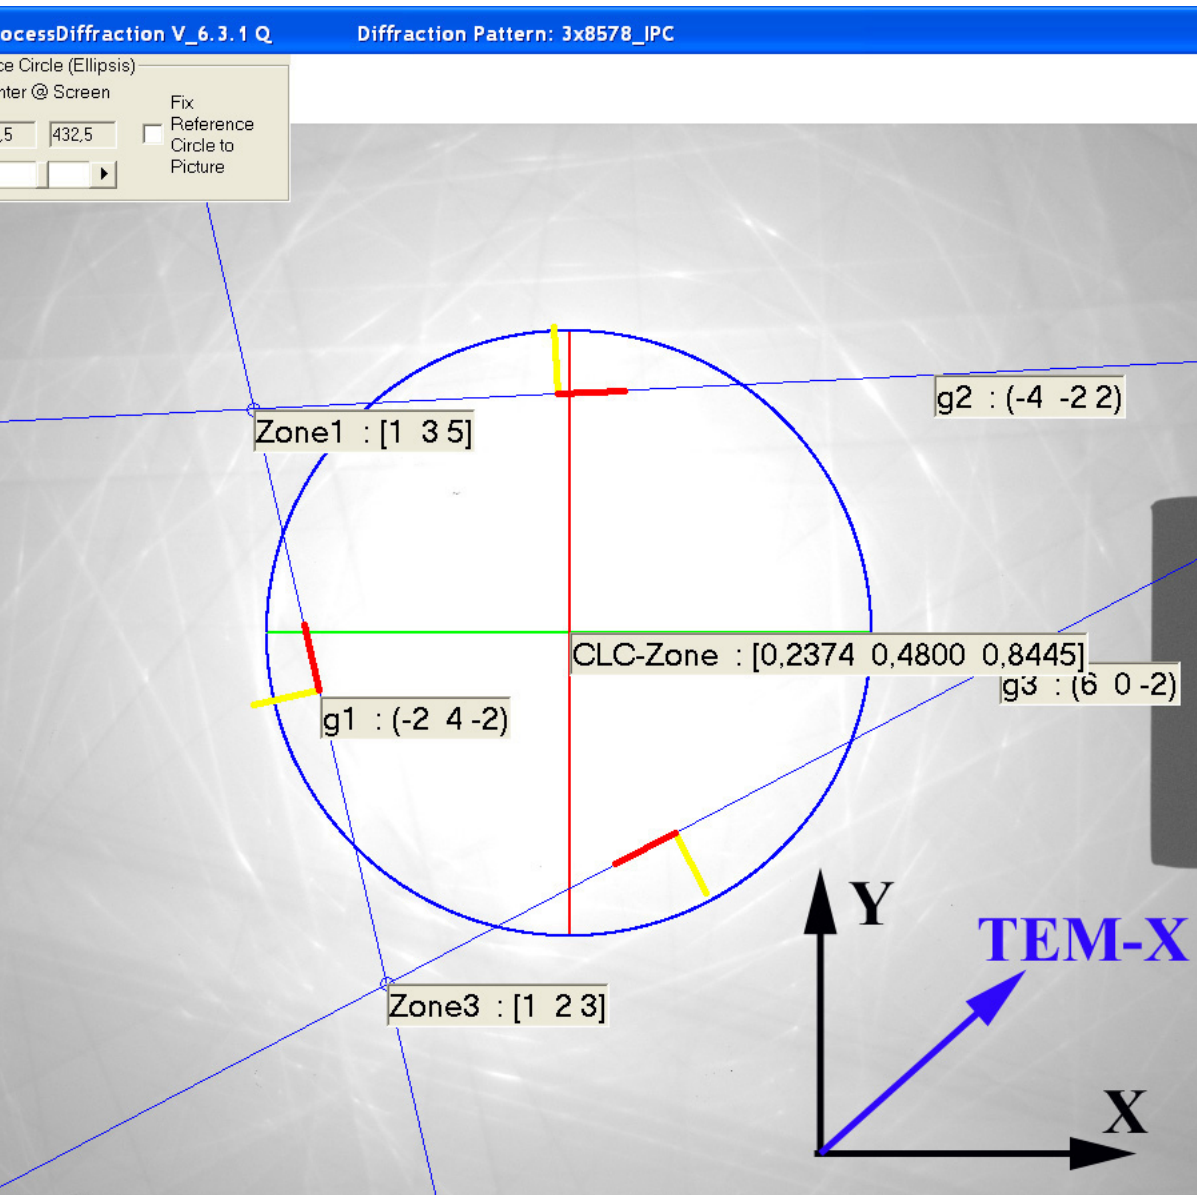 ocessDiffraction V_6.3.1 Q Diffraction Pattern: 3x8578_IPC
ce Circle (Ellipsis)
nter @ Screen
Fix
Reference
Circle to
Picture
,5 432,5
g2 : (-4 -2 2)
Zone1 : [1 3 5]
CLC-Zone : [0,2374 0,4800 0,8445]
g3 : (6 0 -2)
g1 : (-2 4 -2)
Y
TEM-X
Zone3 : [1 2 3]
X